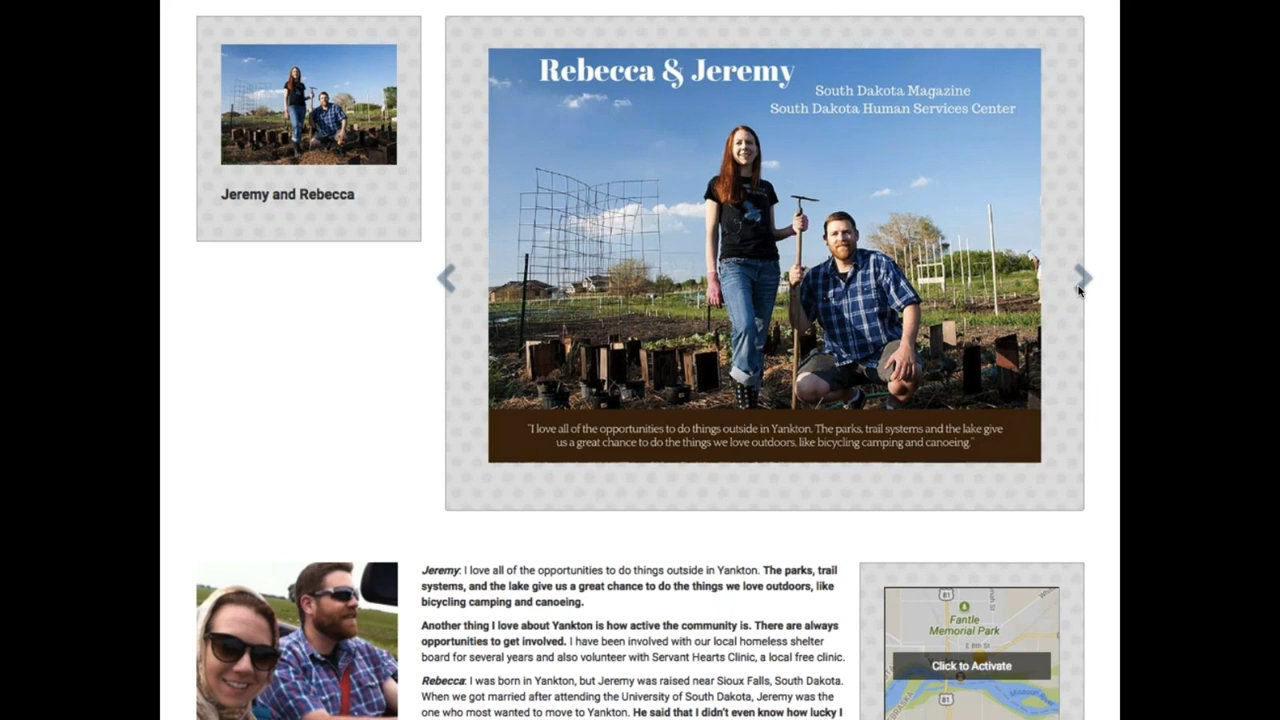 Rebecca & Jeremy
South Dakota Magazine
South Dakota Human Services Center
Jeremy and Rebecca
"I love all of the opportunities to do things outside in Yankton. The parks, trail systems and the lake give
us a great chance to do the things we love outdoors, like bicycling camping and canoeing."
Jeremy: I love all of the opportunities to do things outside in Yankton. The parks, trail
systems, and the lake give us a great chance to do the things we love outdoors, like
bicycling camping and canoeing.
Another thing I love about Yankton is how active the community is. There are always
opportunities to get involved. I have been involved with our local homeless shelter
board for several years and also volunteer with Servant Hearts Clinic, a local free clinic.
Rebecca: I was born in Yankton, but Jeremy was raised near Sioux Falls, South Dakota.
When we got married after attending the University of South Dakota, Jeremy was the
one who most wanted to move to Yankton. He said that I didn't even know how lucky I
81
Fantle
Memorial Park
E 8th St
Click to Activate
81